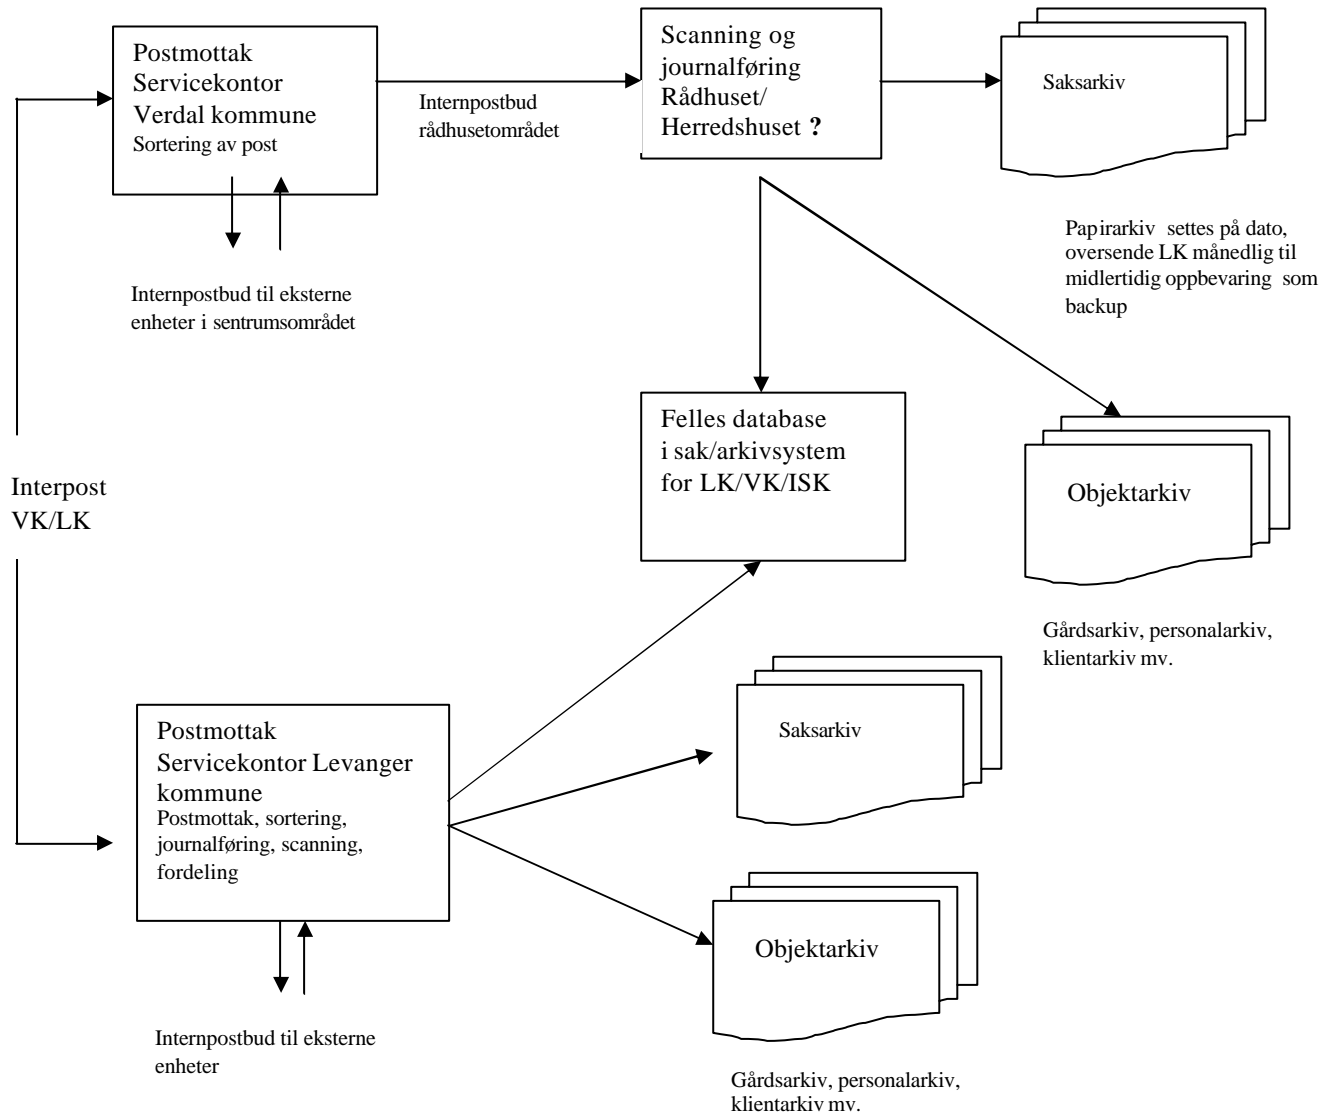 Postmottak
Servicekontor
Verdal kommune
Sortering av post
Internpostbud
rådhusetområdet
Scanning og
journalføring
Rådhuset/
Herredshuset ?
Saksarkiv
Papirarkiv settes på dato,
oversende LK månedlig til
midlertidig oppbevaring som
backup
Internpostbud til eksterne
enheter i sentrumsområdet
Felles database
i sak/arkivsystem
for LK/VK/ISK
Objektarkiv
Gårdsarkiv, personalarkiv,
klientarkiv mv.
Interpost
VK/LK
Postmottak
Servicekontor Levanger
kommune
Postmottak, sortering,
journalføring, scanning,
fordeling
Saksarkiv
Objektarkiv
Internpostbud til eksterne
enheter
Gårdsarkiv, personalarkiv,
klientarkiv mv.